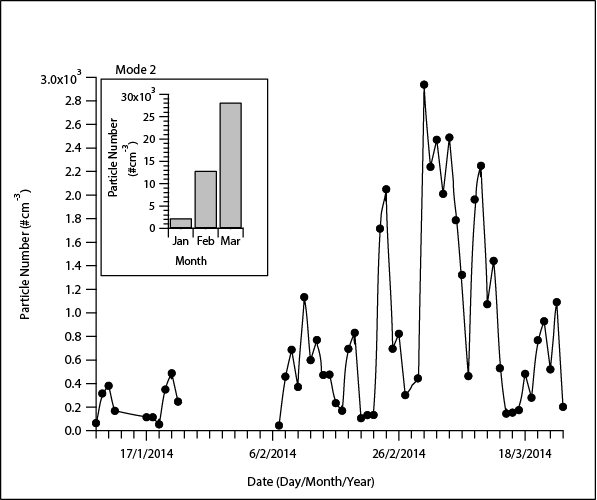 Mode 2
3.0x10³
2.8
2.6
2.4
2.2
2.0
1.8
1.6
1.4
1.2
1.0
0.8
0.6
0.4
0.2
0.0
Particle Number (#cm⁻³)
30x10³
25
20
15
10
5
0
Particle Number
(#cm⁻³)
Jan Feb Mar
Month
17/1/2014 6/2/2014 26/2/2014 18/3/2014
Date (Day/Month/Year)